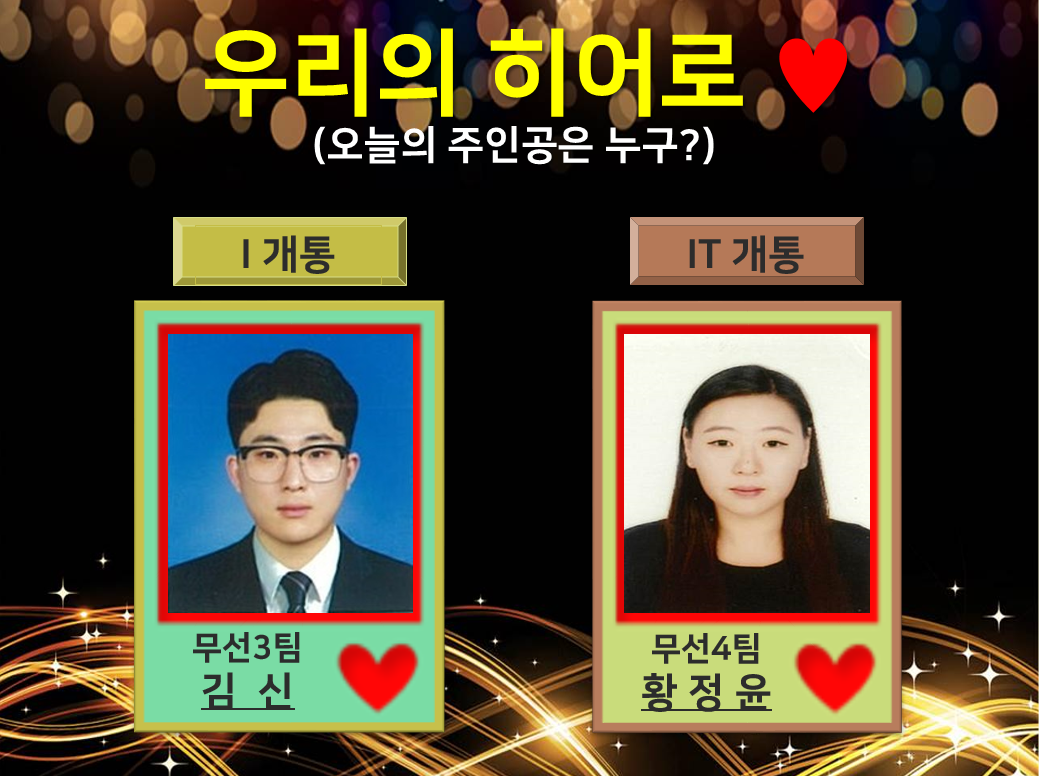 우리의 히어로
(오늘의 주인공은 누구?)
I 개통
IT 개통
무선3팀
김 신
무선4팀
황 정 윤